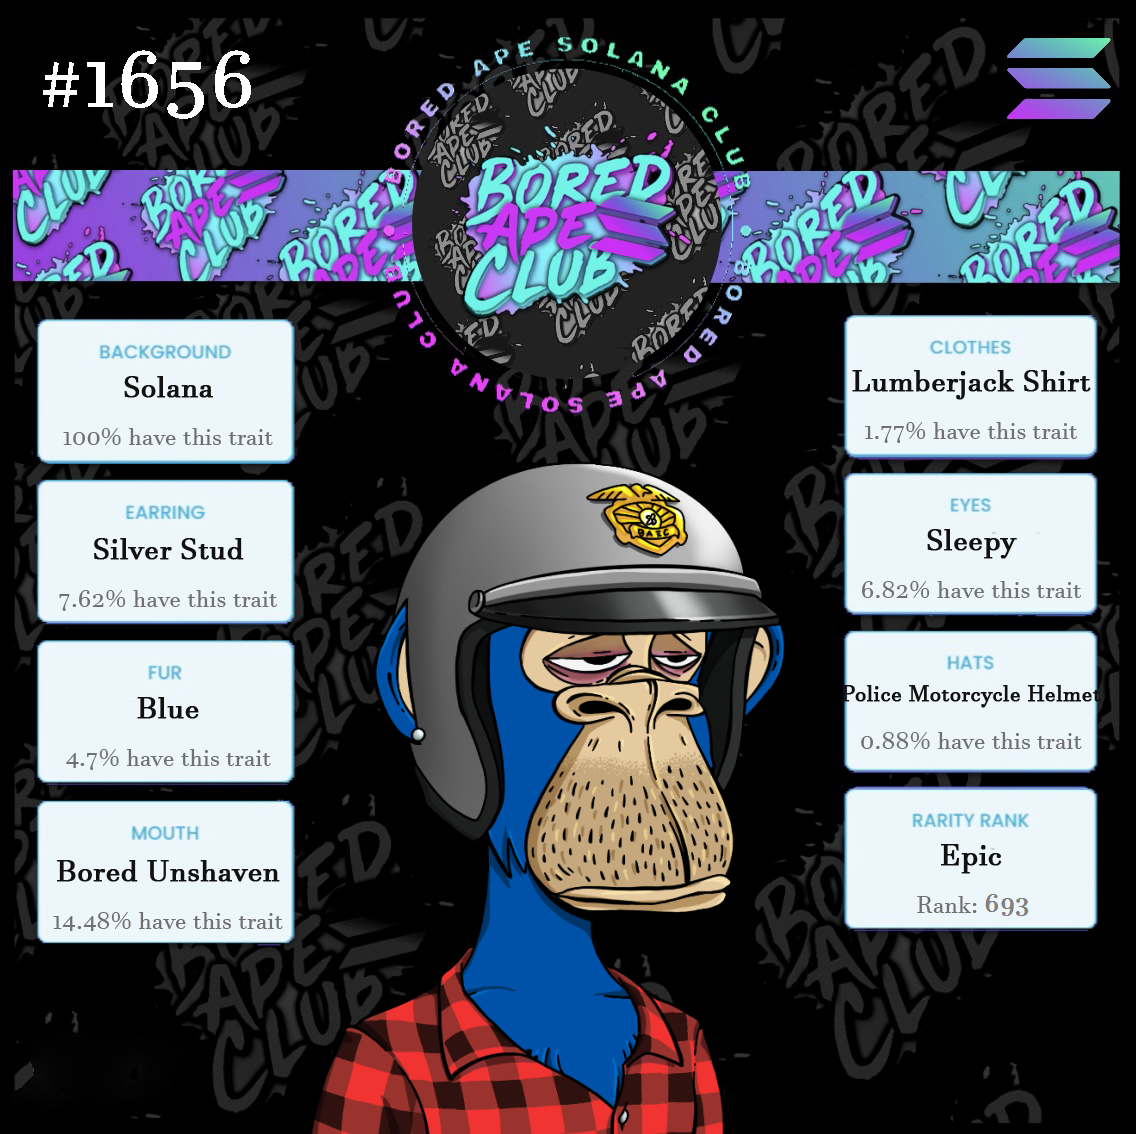 #1656
BORED APE SOLANA CLUB
BORED APE SOLANA CLUB
BORED
APE
CLUB
BACKGROUND
Solana
100% have this trait
EARRING
Silver Stud
7.62% have this trait
FUR
Blue
4.7% have this trait
MOUTH
Bored Unshaven
14.48% have this trait
CLOTHES
Lumberjack Shirt
1.77% have this trait
EYES
Sleepy
6.82% have this trait
HATS
Police Motorcycle Helmet
0.88% have this trait
RARITY RANK
Epic
Rank: 693
BAYC